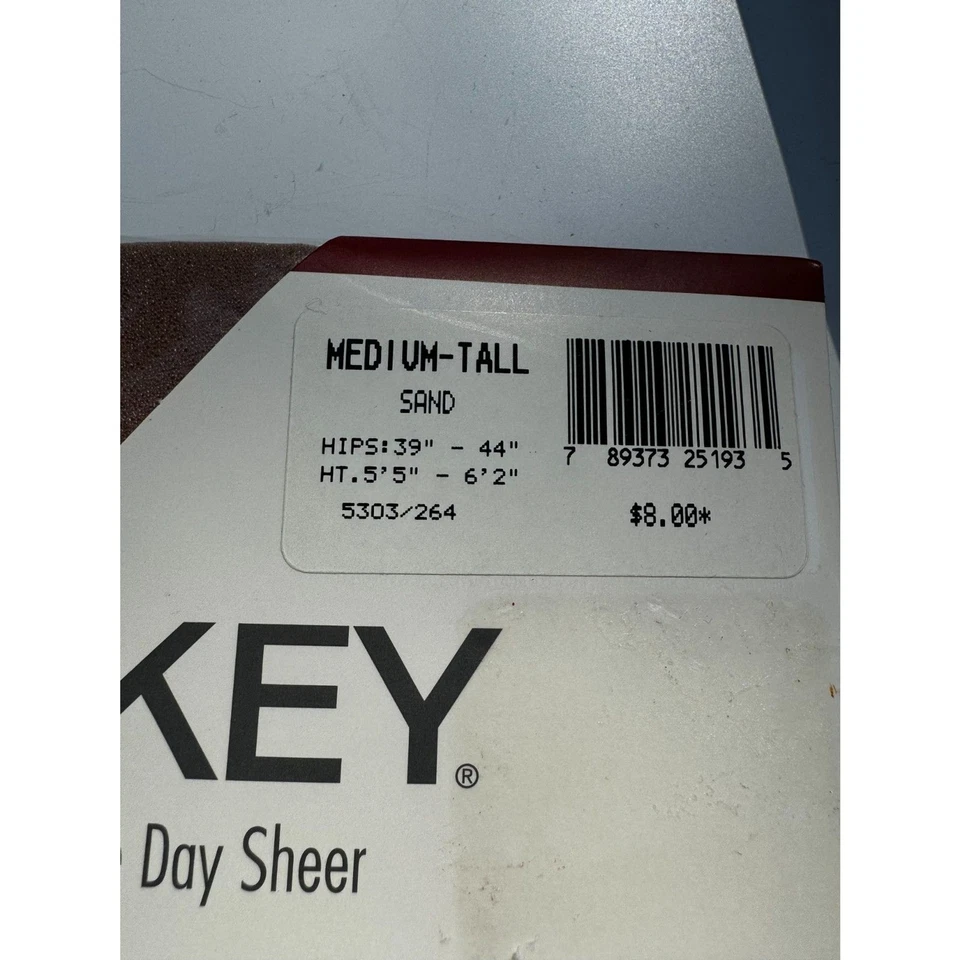 MEDIUM-TALL
SAND
HIPS:39" - 44"
HT.5'5" - 6'2"
5303/264
7 89373 25193 5
$8.00*
KEY®
Day Sheer